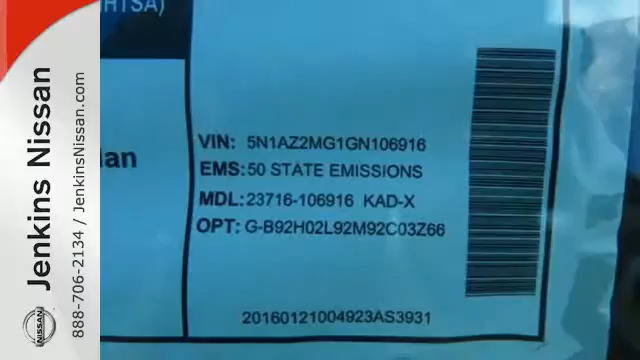 Jenkins Nissan
888-706-2134 / JenkinsNissan.com
NISSAN
HTSA)
lan
VIN: 5N1AZ2MG1GN106916
EMS: 50 STATE EMISSIONS
MDL: 23716-106916 KAD-X
OPT: G-B92H02L92M92C03Z66
20160121004923AS3931